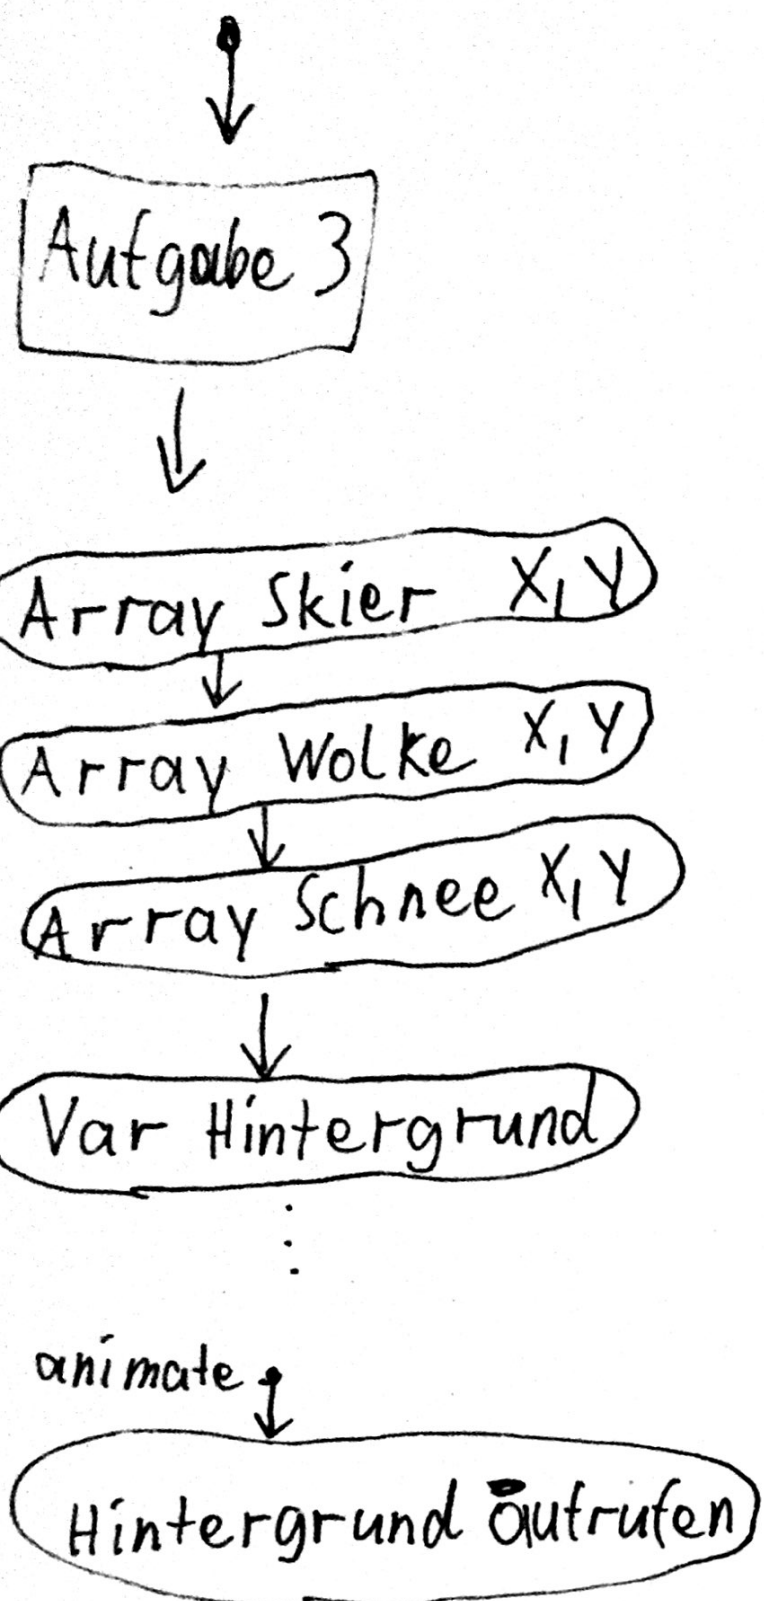 Aufgabe 3
Array Skier X, Y
Array Wolke X, Y
Array Schnee X, Y
Var Hintergrund
animate
Hintergrund aufrufen